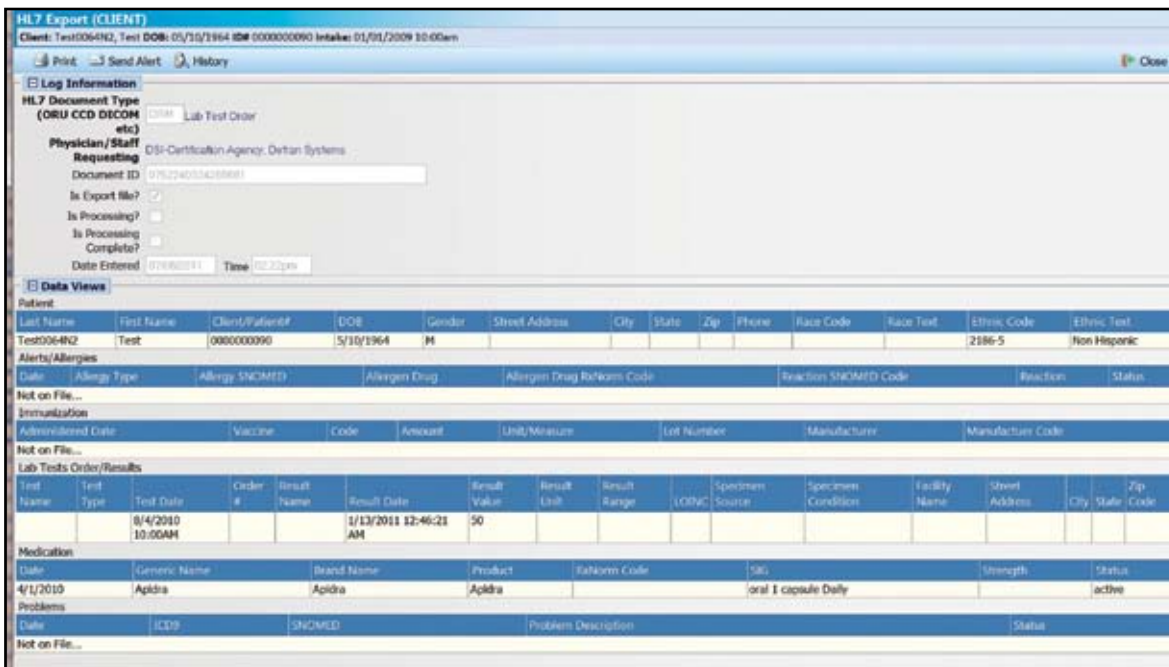 HL7 Export (CLIENT)
Client: Test0064N2, Test DOB: 05/10/1964 ID# 0000000090 Intake: 01/01/2009 10:00am
Print Send Alert History Close
Log Information
HL7 Document Type
(ORU CCD DICOM Lab Test Order
etc)
Physician/Staff
Requesting DSI-Certification Agency, Defran Systems
Document ID
Is Export file?
Is Processing?
Is Processing
Complete?
Date Entered Time 02:22pm
Data Views
Patient
Last Name First Name Client/Patient# DOB Gender Street Address City State Zip Phone Race Code Race Text Ethnic Code Ethnic Text
Test0064N2 Test 0000000090 5/10/1964 M 2186-5 Non Hispanic
Alerts/Allergies
Date Allergy Type Allergy SNOMED Allergen Drug Allergen Drug RxNorm Code Reaction SNOMED Code Reaction Status
Not on File...
Immunization
Administered Date Vaccine Code Amount Unit/Measure Lot Number Manufacturer Manufactuer Code
Not on File...
Lab Tests Order/Results
Test Test Order Result Result Result Result Specimen Specimen Facility Street Zip
Name Type Test Date # Name Result Date Value Unit Range LOINC Source Condition Name Address City State Code
8/4/2010 1/13/2011 12:46:21 50
10:00AM AM
Medication
Date Generic Name Brand Name Product RxNorm Code SIG Strength Status
4/1/2010 Apidra Apidra Apidra oral 1 capsule Daily active
Problems
Date ICD9 SNOMED Problem Description Status
Not on File...